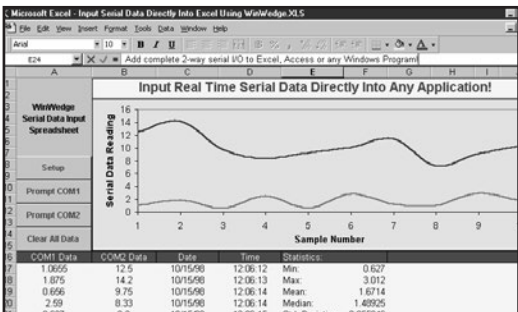 Microsoft Excel - Input Serial Data Directly Into Excel Using WinWedge.XLS
File Edit View Insert Format Tools Data Window Help
Arial 10 B I U
E24 Add complete 2-way serial I/O to Excel, Access or any Windows Program!
A B C D E F G H I
WinWedge
Serial Data Input
Spreadsheet
Setup
Prompt COM1
Prompt COM2
Clear All Data
Input Real Time Serial Data Directly Into Any Application!
Serial Data Reading
16
14
12
10
8
6
4
2
0
1 2 3 4 5 6 7 8 9
Sample Number
COM1 Data COM2 Data Date Time Statistics:
1.0655 12.5 10/15/98 12:06:12 Min: 0.627
1.875 14.2 10/15/98 12:06:13 Max: 3.012
0.656 9.75 10/15/98 12:06:14 Mean: 1.6714
2.59 8.33 10/15/98 12:06:14 Median: 1.48925